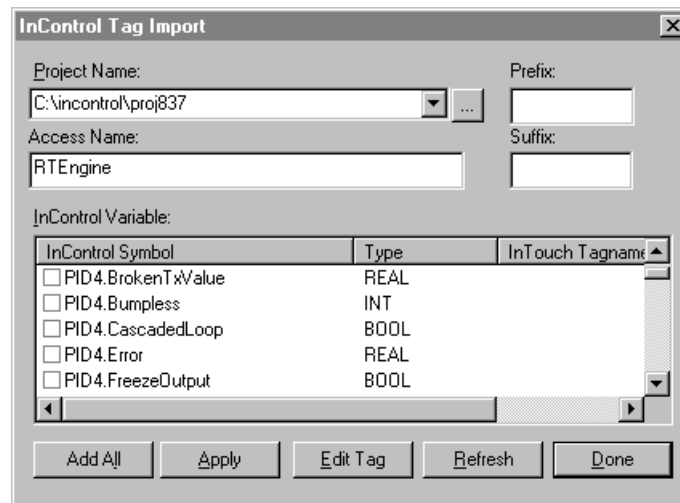 InControl Tag Import
Project Name: Prefix:
C:\incontrol\proj837 ...
Access Name: Suffix:
RTEngine
InControl Variable:
InControl Symbol Type InTouch Tagname
PID4.BrokenTxValue REAL
PID4.Bumpless INT
PID4.CascadedLoop BOOL
PID4.Error REAL
PID4.FreezeOutput BOOL
Add All Apply Edit Tag Refresh Done